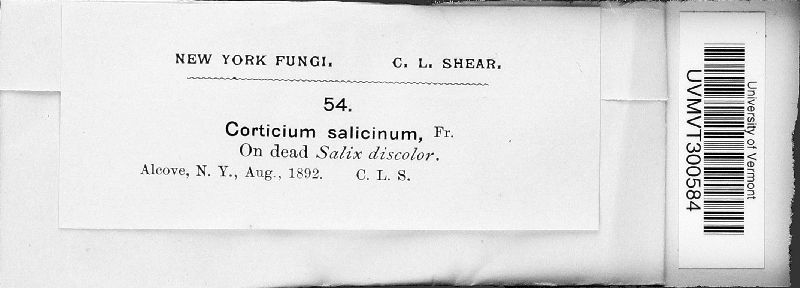 NEW YORK FUNGI. C. L. SHEAR.
54.
Corticium salicinum, Fr.
On dead Salix discolor.
Alcove, N. Y., Aug., 1892. C. L. S.
University of Vermont
UVMVT300584